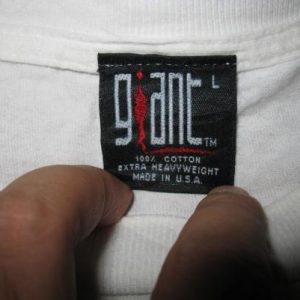 giant L
TM
100% COTTON
EXTRA HEAVYWEIGHT
MADE IN U.S.A.